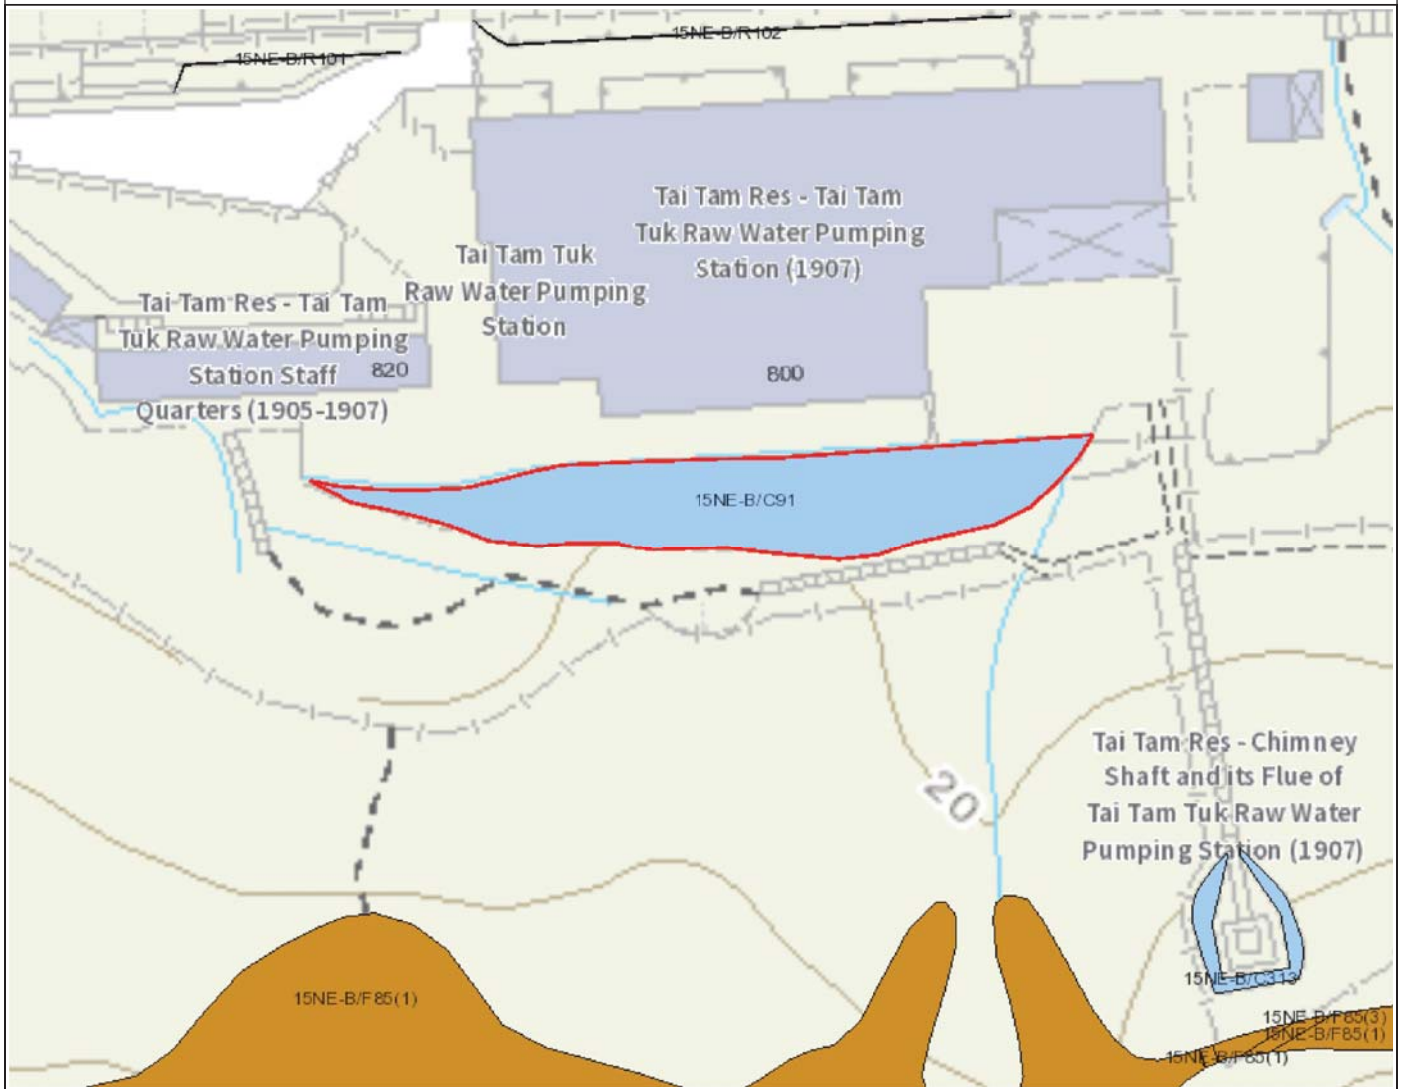 15NE-B/R101
15NE-B/R102
Tai Tam Res - Tai Tam
Tuk Raw Water Pumping
Station (1907)
Tai Tam Tuk
Raw Water Pumping
Station
Tai Tam Res - Tai Tam
Tuk Raw Water Pumping
Station Staff
Quarters (1905-1907)
820
800
15NE-B/C91
20
Tai Tam Res - Chimney
Shaft and its Flue of
Tai Tam Tuk Raw Water
Pumping Station (1907)
15NE-B/C313
15NE-B/F85(1)
15NE-B/F85(3)
15NE-B/F85(1)
15NE-B/F85(1)